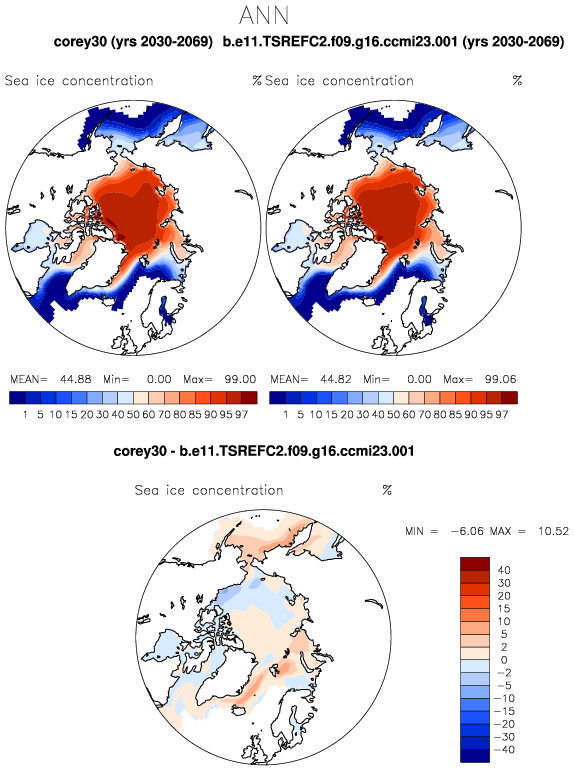 ANN
corey30 (yrs 2030-2069) b.e11.TSREFC2.f09.g16.ccmi23.001 (yrs 2030-2069)
Sea ice concentration % Sea ice concentration %
MEAN= 44.88 Min= 0.00 Max= 99.00 MEAN= 44.82 Min= 0.00 Max= 99.06
1 5 10 15 20 30 40 50 60 70 80 85 90 95 97 1 5 10 15 20 30 40 50 60 70 80 85 90 95 97
corey30 - b.e11.TSREFC2.f09.g16.ccmi23.001
Sea ice concentration %
MIN = -6.06 MAX = 10.52
40
30
20
15
10
5
2
0
-2
-5
-10
-15
-20
-30
-40